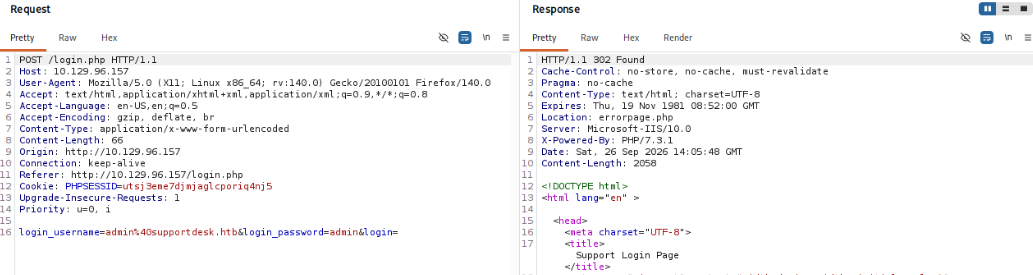 Request
Pretty Raw Hex
\n
1 POST /login.php HTTP/1.1
2 Host: 10.129.96.157
3 User-Agent: Mozilla/5.0 (X11; Linux x86_64; rv:140.0) Gecko/20100101 Firefox/140.0
4 Accept: text/html,application/xhtml+xml,application/xml;q=0.9,*/*;q=0.8
5 Accept-Language: en-US,en;q=0.5
6 Accept-Encoding: gzip, deflate, br
7 Content-Type: application/x-www-form-urlencoded
8 Content-Length: 66
9 Origin: http://10.129.96.157
10 Connection: keep-alive
11 Referer: http://10.129.96.157/login.php
12 Cookie: PHPSESSID=utsj3eme7djmjaglcporiq4nj5
13 Upgrade-Insecure-Requests: 1
14 Priority: u=0, i
15
16 login_username=admin%40supportdesk.htb&login_password=admin&login=
Response
Pretty Raw Hex Render
\n
1 HTTP/1.1 302 Found
2 Cache-Control: no-store, no-cache, must-revalidate
3 Pragma: no-cache
4 Content-Type: text/html; charset=UTF-8
5 Expires: Thu, 19 Nov 1981 08:52:00 GMT
6 Location: errorpage.php
7 Server: Microsoft-IIS/10.0
8 X-Powered-By: PHP/7.3.1
9 Date: Sat, 26 Sep 2026 14:05:48 GMT
10 Content-Length: 2058
11
12 <!DOCTYPE html>
13 <html lang="en" >
14
15 <head>
16 <meta charset="UTF-8">
17 <title>
Support Login Page
</title>